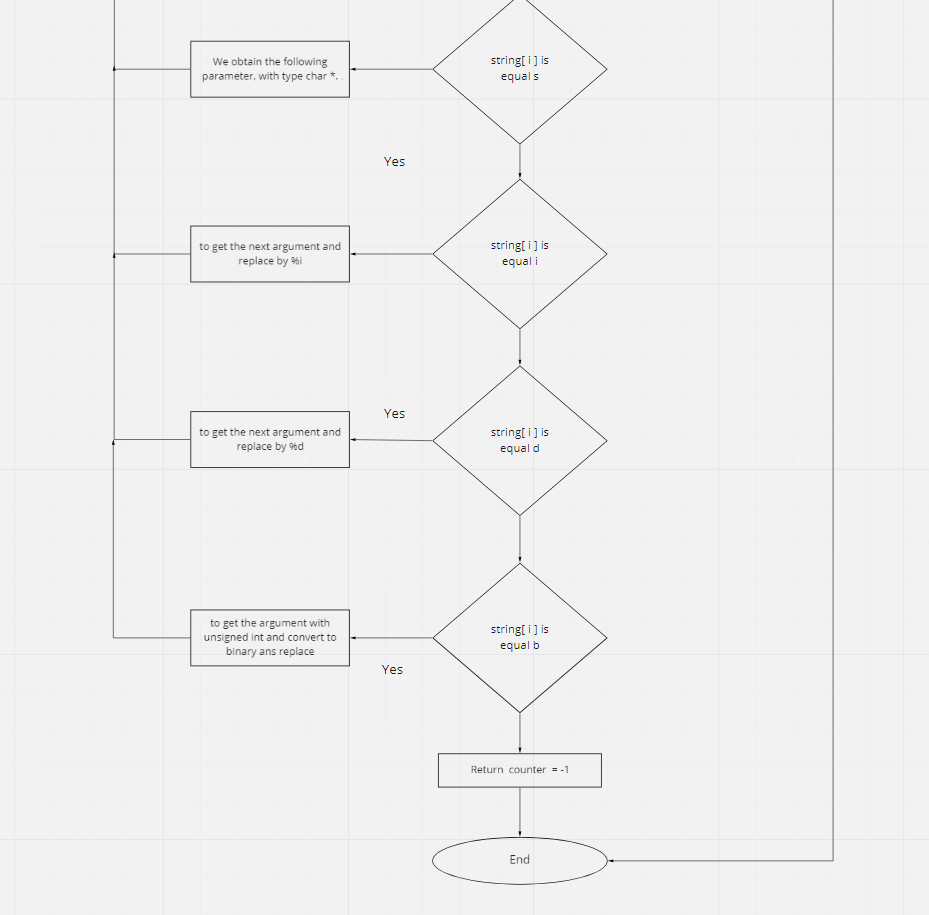 We obtain the following
parameter, with type char *, .
string[ i ] is
equal s
Yes
to get the next argument and
replace by %i
string[ i ] is
equal i
Yes
to get the next argument and
replace by %d
string[ i ] is
equal d
to get the argument with
unsigned int and convert to
binary ans replace
string[ i ] is
equal b
Yes
Return counter = -1
End